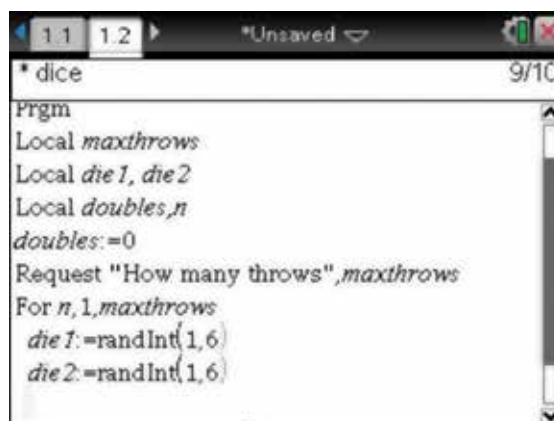 1.1 1.2 *Unsaved
* dice 9/10
Prgm
Local maxthrows
Local die1, die2
Local doubles,n
doubles:=0
Request "How many throws",maxthrows
For n,1,maxthrows
die1:=randInt(1,6)
die2:=randInt(1,6)